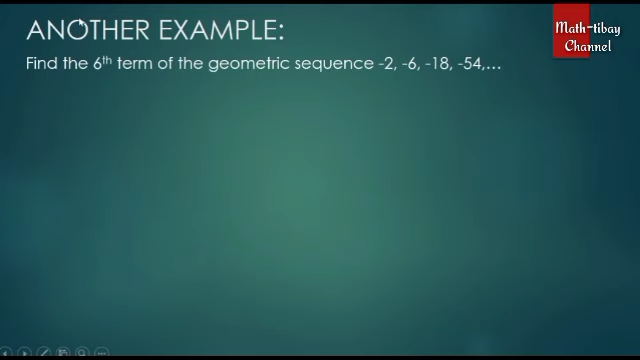 ANOTHER EXAMPLE:
Find the 6th term of the geometric sequence -2, -6, -18, -54,...
Math-tibay
Channel